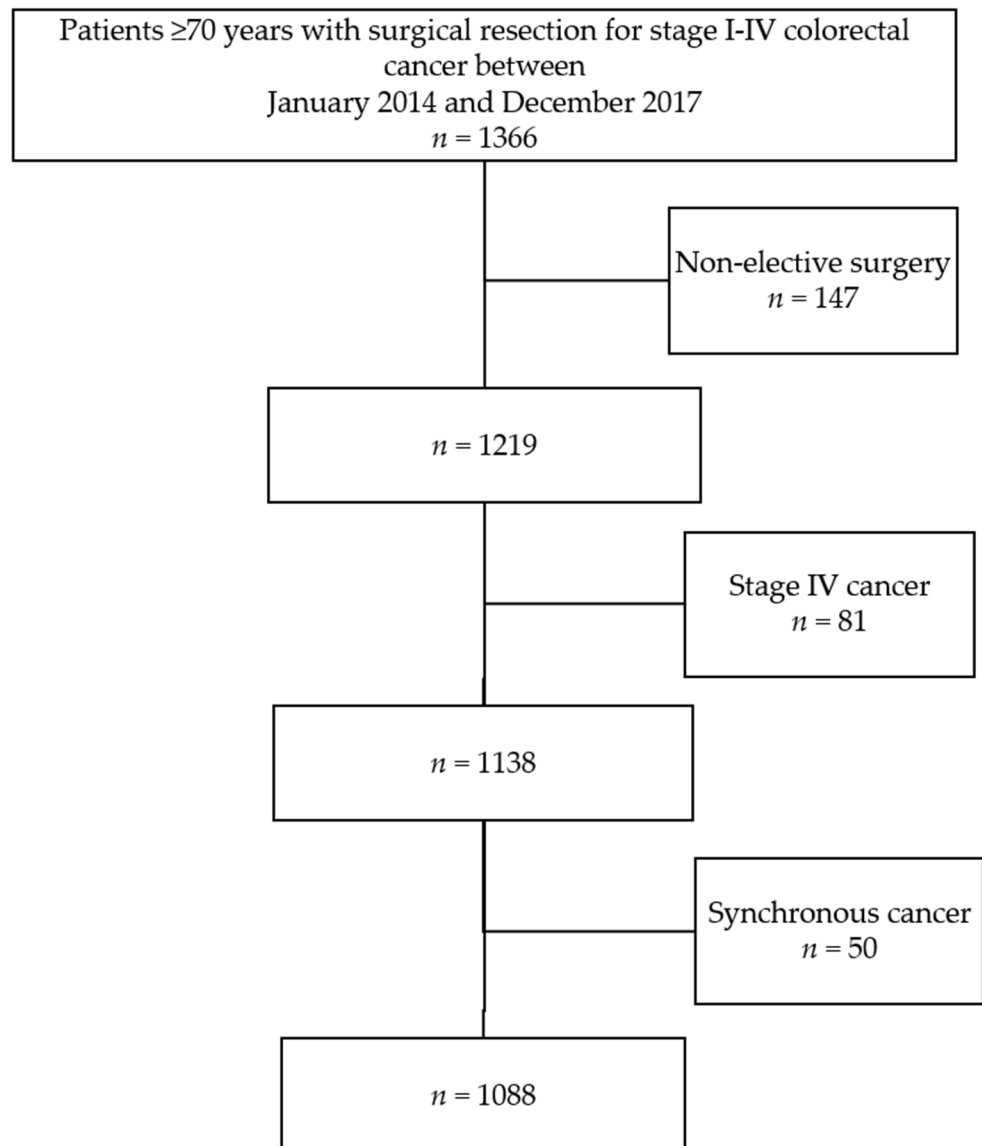 Patients ≥70 years with surgical resection for stage I-IV colorectal
cancer between
January 2014 and December 2017
n = 1366
Non-elective surgery
n = 147
n = 1219
Stage IV cancer
n = 81
n = 1138
Synchronous cancer
n = 50
n = 1088